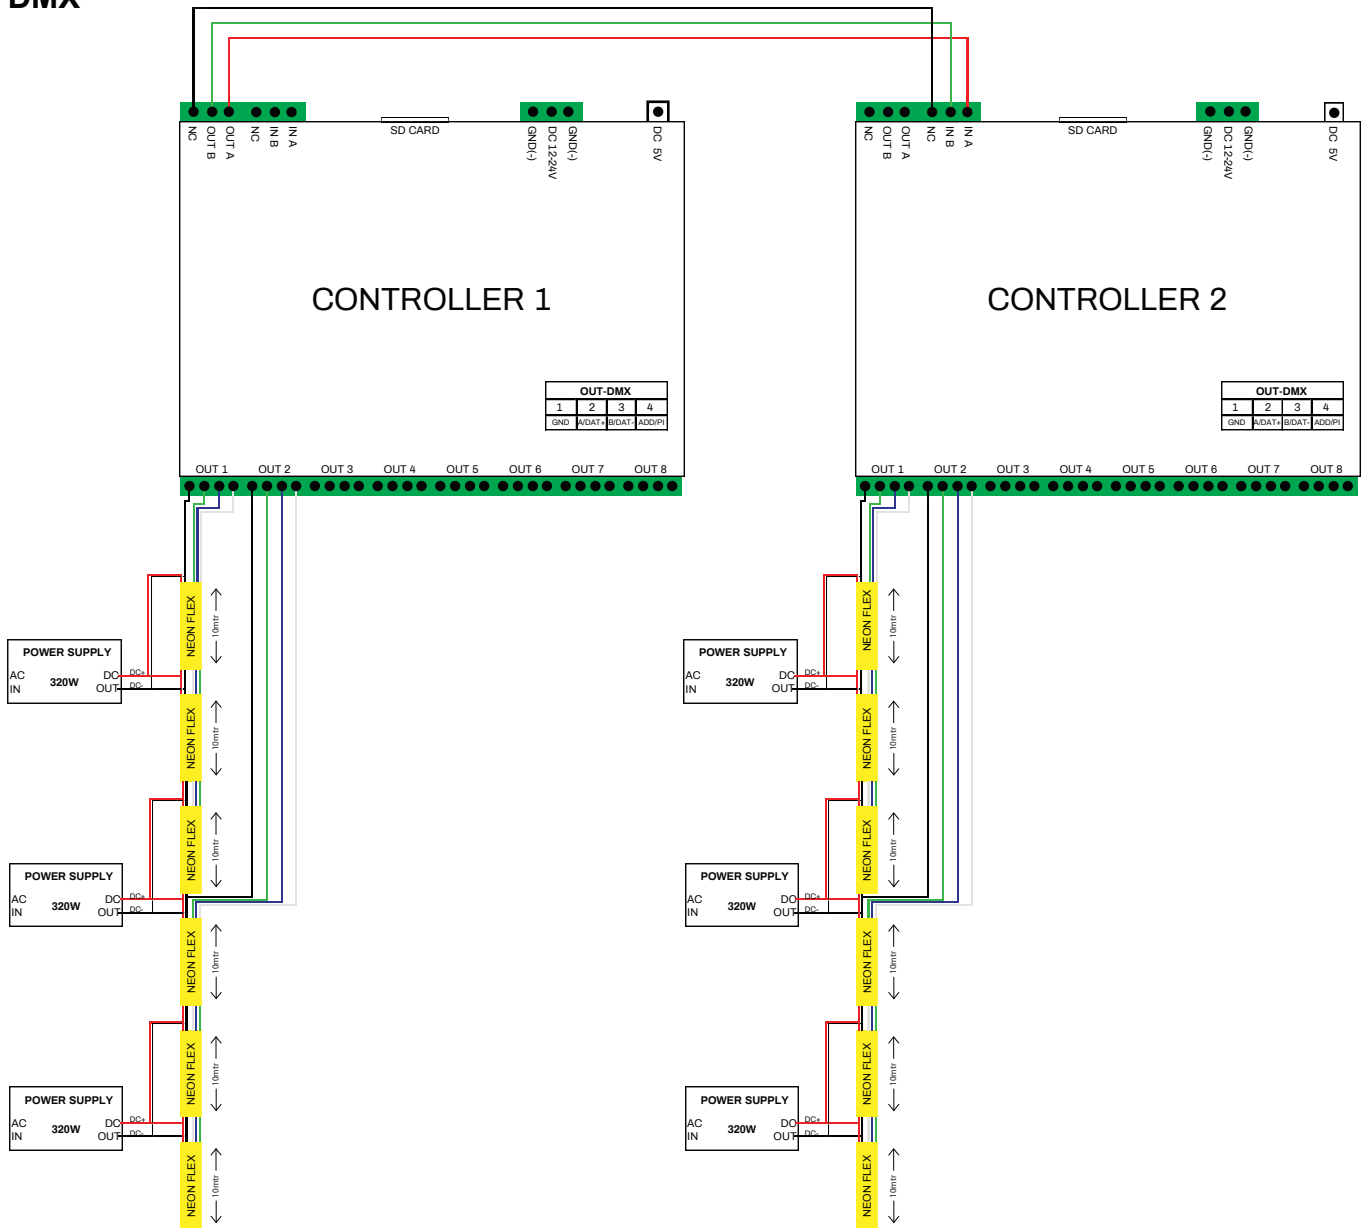 DMX
NC OUT B OUT A NC IN B IN A
SD CARD
GND(-) DC 12-24V GND(-)
DC 5V
CONTROLLER 1
OUT-DMX
1 2 3 4
GND A/DAT+ B/DAT- ADD/PI
OUT 1 OUT 2 OUT 3 OUT 4 OUT 5 OUT 6 OUT 7 OUT 8
NEON FLEX
10mtr
POWER SUPPLY
AC DC DC+
320W
IN OUT DC-
NEON FLEX
10mtr
NEON FLEX
10mtr
POWER SUPPLY
AC DC DC+
320W
IN OUT DC-
NEON FLEX
10mtr
NEON FLEX
10mtr
POWER SUPPLY
AC DC DC+
320W
IN OUT DC-
NEON FLEX
10mtr
NC OUT B OUT A NC IN B IN A
SD CARD
GND(-) DC 12-24V GND(-)
DC 5V
CONTROLLER 2
OUT-DMX
1 2 3 4
GND A/DAT+ B/DAT- ADD/PI
OUT 1 OUT 2 OUT 3 OUT 4 OUT 5 OUT 6 OUT 7 OUT 8
NEON FLEX
10mtr
POWER SUPPLY
AC DC DC+
320W
IN OUT DC-
NEON FLEX
10mtr
NEON FLEX
10mtr
POWER SUPPLY
AC DC DC+
320W
IN OUT DC-
NEON FLEX
10mtr
NEON FLEX
10mtr
POWER SUPPLY
AC DC DC+
320W
IN OUT DC-
NEON FLEX
10mtr